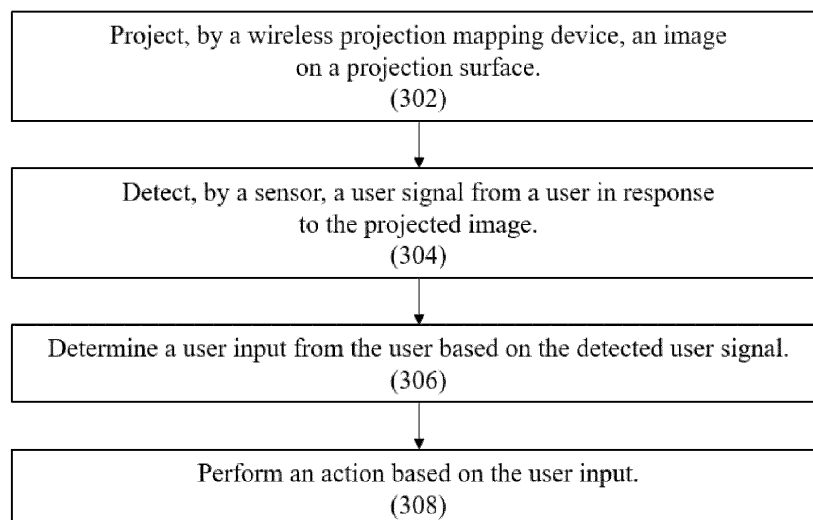 Project, by a wireless projection mapping device, an image
on a projection surface.
(302)
Detect, by a sensor, a user signal from a user in response
to the projected image.
(304)
Determine a user input from the user based on the detected user signal.
(306)
Perform an action based on the user input.
(308)